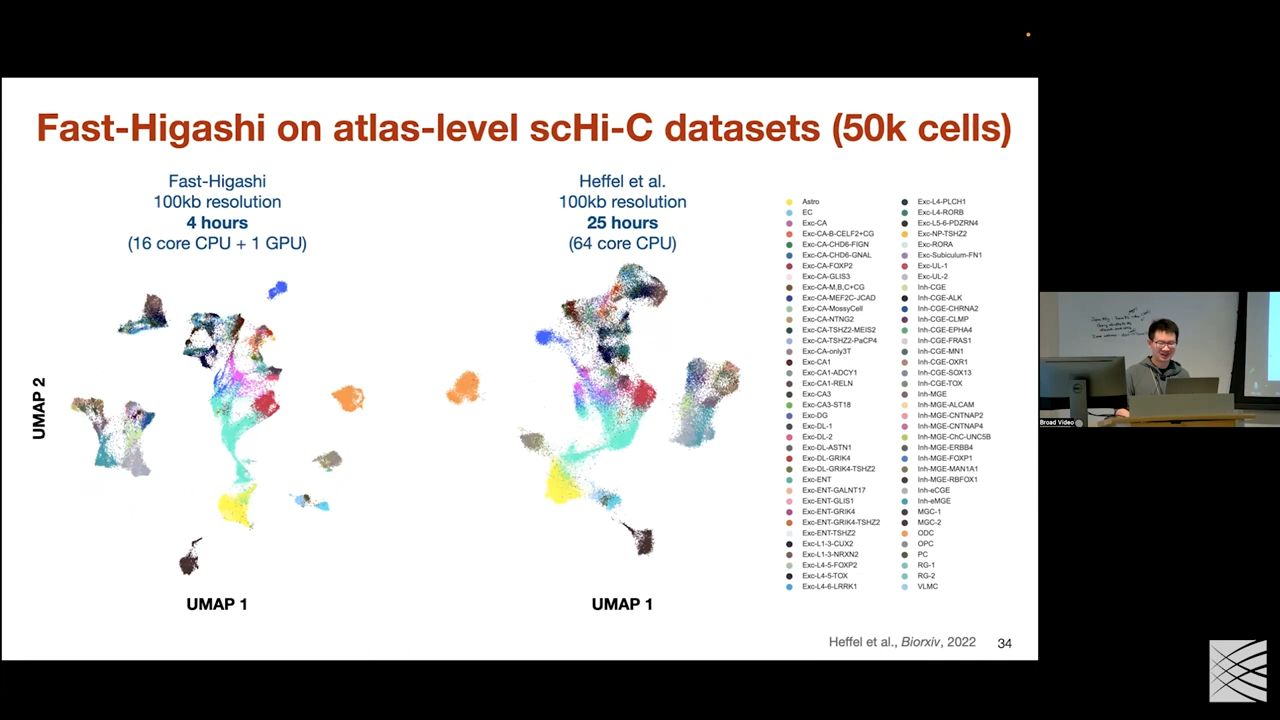 Fast-Higashi on atlas-level scHi-C datasets (50k cells)
Fast-Higashi
100kb resolution
4 hours
(16 core CPU + 1 GPU)
Heffel et al.
100kb resolution
25 hours
(64 core CPU)
UMAP 2
UMAP 1
UMAP 1
Astro
EC
Exc-CA
Exc-CA-B-CELF2+CG
Exc-CA-CHD6-FIGN
Exc-CA-CHD6-GNAL
Exc-CA-FOXP2
Exc-CA-GLIS3
Exc-CA-M,B,C+CG
Exc-CA-MEF2C-JCAD
Exc-CA-MossyCell
Exc-CA-NTNG2
Exc-CA-TSHZ2-MEIS2
Exc-CA-TSHZ2-PaCP4
Exc-CA-only3T
Exc-CA1
Exc-CA1-ADCY1
Exc-CA1-RELN
Exc-CA3
Exc-CA3-ST18
Exc-DG
Exc-DL-1
Exc-DL-2
Exc-DL-ASTN1
Exc-DL-GRIK4
Exc-DL-GRIK4-TSHZ2
Exc-ENT
Exc-ENT-GALNT17
Exc-ENT-GLIS1
Exc-ENT-GRIK4
Exc-ENT-GRIK4-TSHZ2
Exc-ENT-TSHZ2
Exc-L1-3-CUX2
Exc-L1-3-NRXN2
Exc-L4-5-FOXP2
Exc-L4-5-TOX
Exc-L4-6-LRRK1
Exc-L4-PLCH1
Exc-L4-RORB
Exc-L5-6-PDZRN4
Exc-NP-TSHZ2
Exc-RORA
Exc-Subiculum-FN1
Exc-UL-1
Exc-UL-2
Inh-CGE
Inh-CGE-ALK
Inh-CGE-CHRNA2
Inh-CGE-CLMP
Inh-CGE-EPHA4
Inh-CGE-FRAS1
Inh-CGE-MN1
Inh-CGE-OXR1
Inh-CGE-SOX13
Inh-CGE-TOX
Inh-MGE
Inh-MGE-ALCAM
Inh-MGE-CNTNAP2
Inh-MGE-CNTNAP4
Inh-MGE-ChC-UNC5B
Inh-MGE-ERBB4
Inh-MGE-FOXP1
Inh-MGE-MAN1A1
Inh-MGE-RBFOX1
Inh-eCGE
Inh-eMGE
MGC-1
MGC-2
ODC
OPC
PC
RG-1
RG-2
VLMC
Heffel et al., Biorxiv, 2022
34
Broad Video